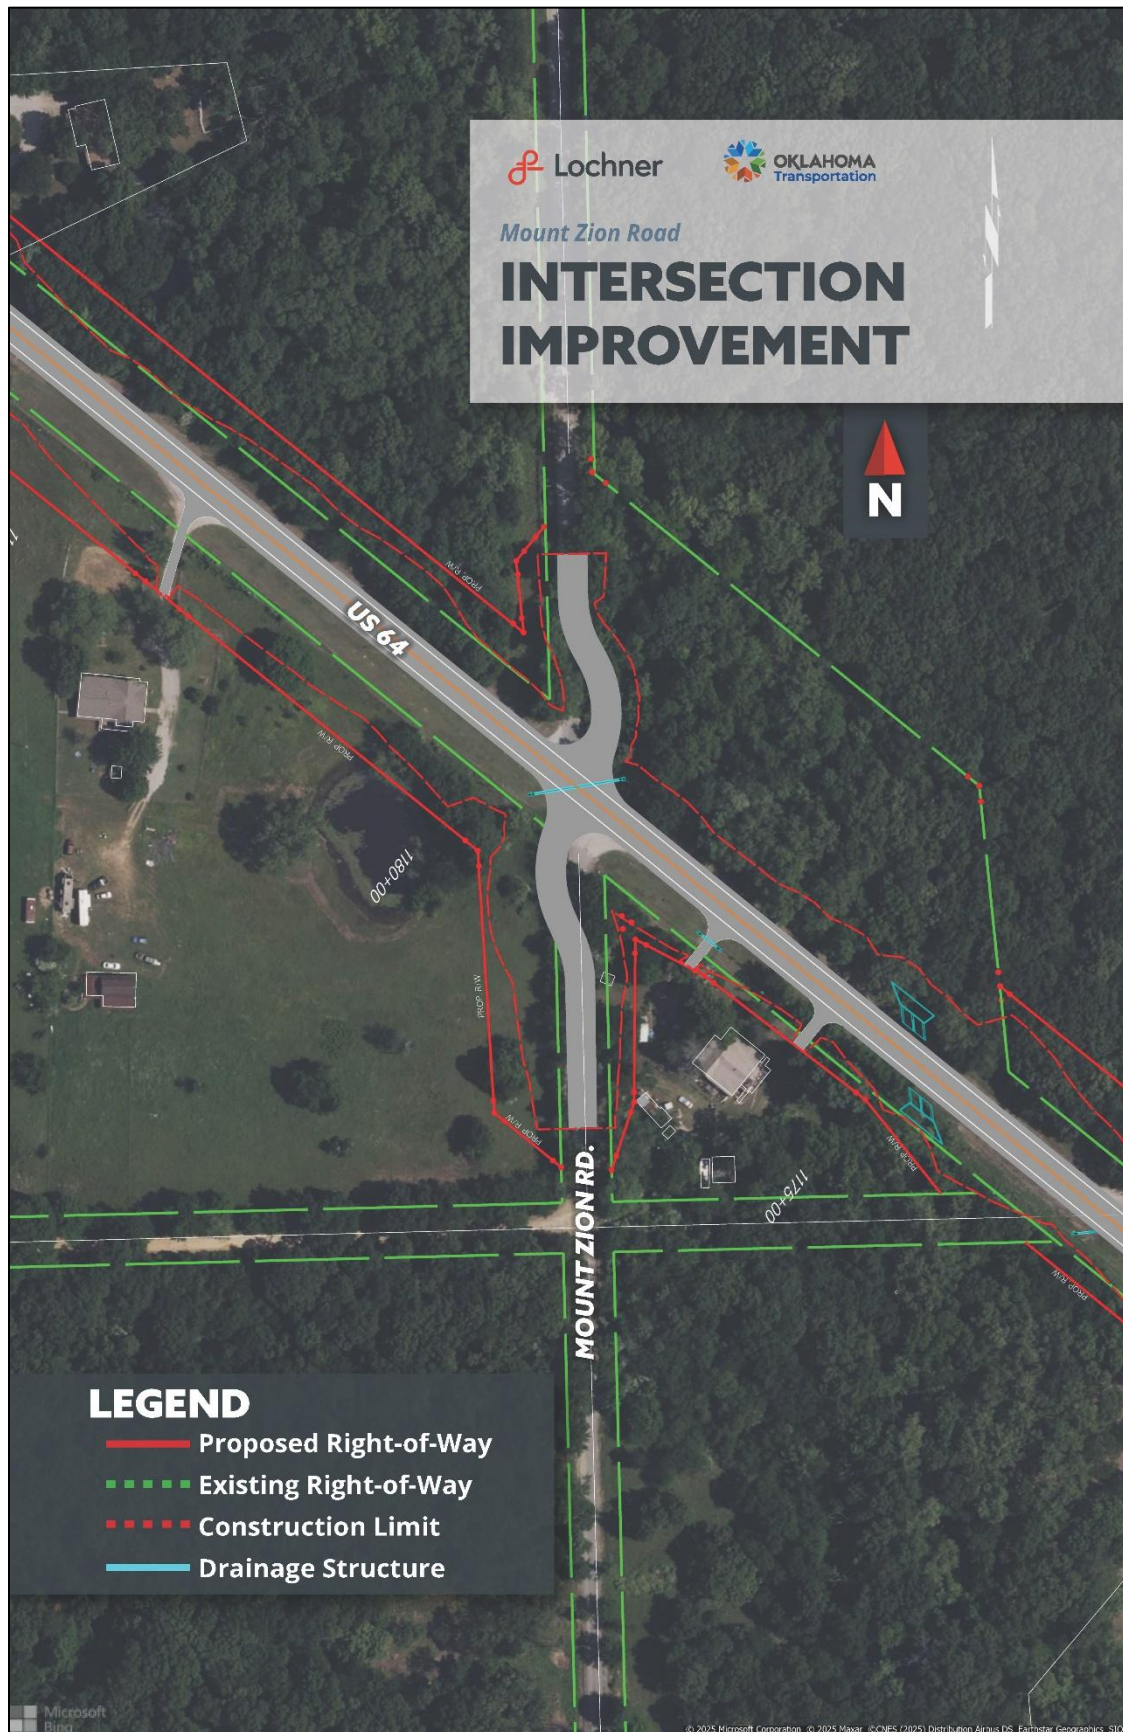 Lochner
OKLAHOMA
Transportation
Mount Zion Road
INTERSECTION
IMPROVEMENT
N
PROP R/W
US 64
PROP R/W
1180+00
PROP R/W
PROP R/W
MOUNT ZION RD.
PROP R/W
1175+00
PROP R/W
LEGEND
Proposed Right-of-Way
Existing Right-of-Way
Construction Limit
Drainage Structure
Microsoft
Bing
© 2025 Microsoft Corporation © 2025 Maxar ©CNES (2025) Distribution Airbus DS Earthstar Geographics SIO